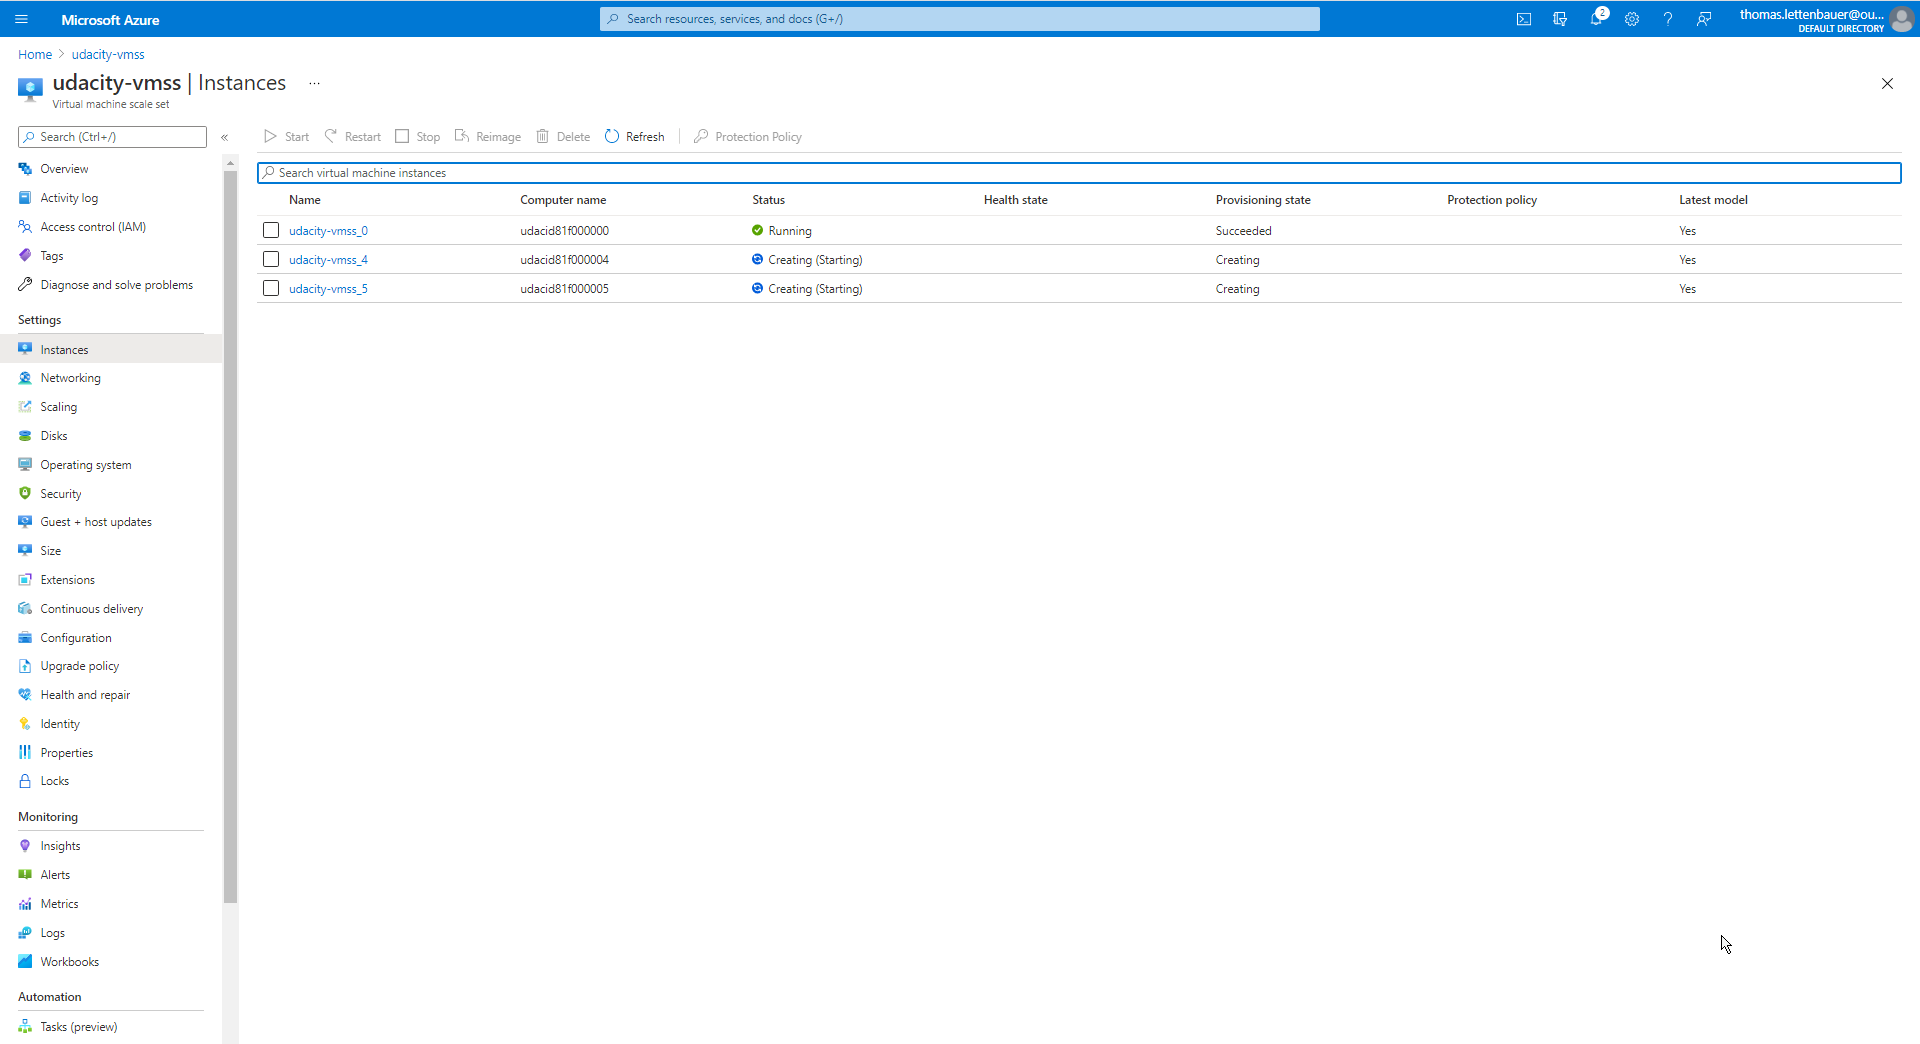 Microsoft Azure
Search resources, services, and docs (G+/)
2
thomas.lettenbauer@ou...
DEFAULT DIRECTORY
Home > udacity-vmss
udacity-vmss | Instances ...
Virtual machine scale set
Search (Ctrl+/) «
Overview
Activity log
Access control (IAM)
Tags
Diagnose and solve problems
Settings
Instances
Networking
Scaling
Disks
Operating system
Security
Guest + host updates
Size
Extensions
Continuous delivery
Configuration
Upgrade policy
Health and repair
Identity
Properties
Locks
Monitoring
Insights
Alerts
Metrics
Logs
Workbooks
Automation
Tasks (preview)
Start Restart Stop Reimage Delete Refresh Protection Policy
Search virtual machine instances
Name Computer name Status Health state Provisioning state Protection policy Latest model
udacity-vmss_0 udacid81f000000 Running Succeeded Yes
udacity-vmss_4 udacid81f000004 Creating (Starting) Creating Yes
udacity-vmss_5 udacid81f000005 Creating (Starting) Creating Yes